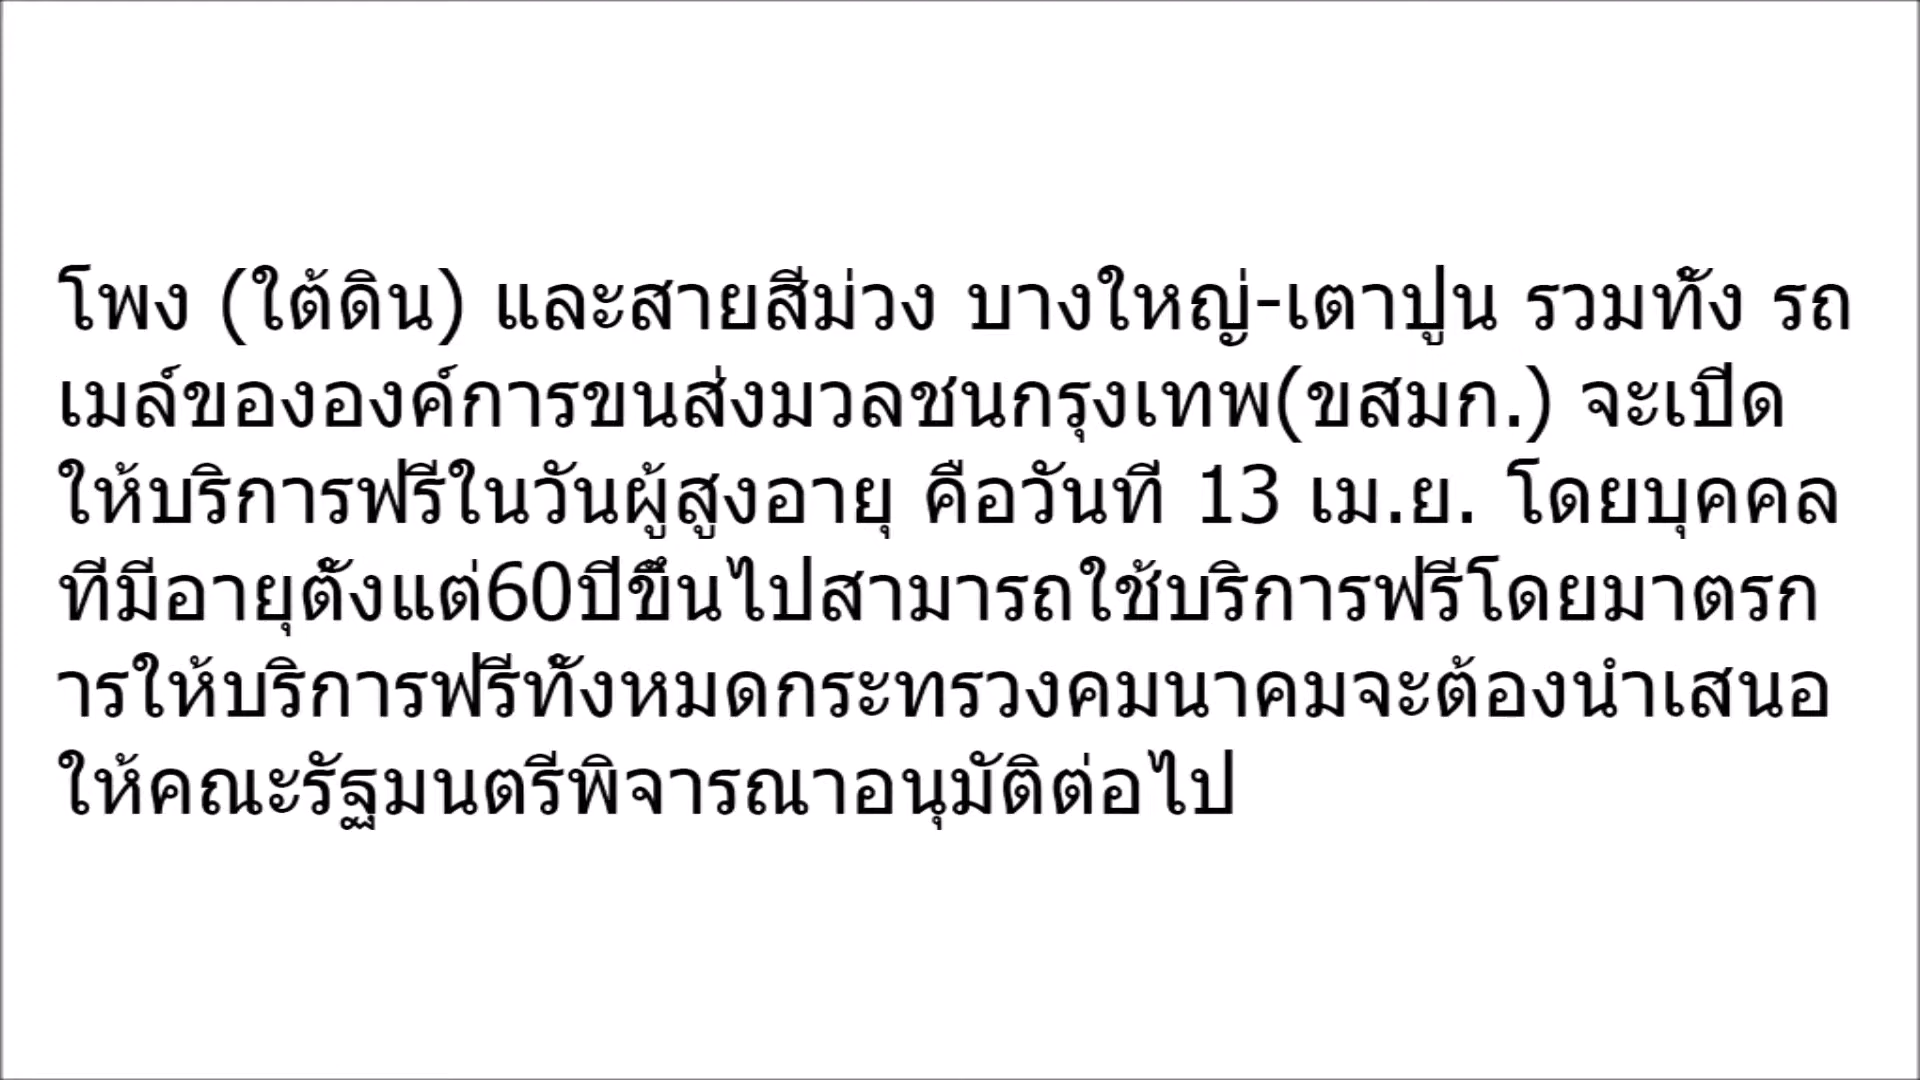 โพง (ใต้ดิน) และสายสีม่วง บางใหญ่-เตาปูน รวมทั้ง รถ
เมล์ขององค์การขนส่งมวลชนกรุงเทพ(ขสมก.) จะเปิด
ให้บริการฟรีในวันผู้สูงอายุ คือวันที่ 13 เม.ย. โดยบุคคล
ที่มีอายุตั้งแต่60ปีขึ้นไปสามารถใช้บริการฟรีโดยมาตรก
ารให้บริการฟรีทั้งหมดกระทรวงคมนาคมจะต้องนำเสนอ
ให้คณะรัฐมนตรีพิจารณาอนุมัติต่อไป